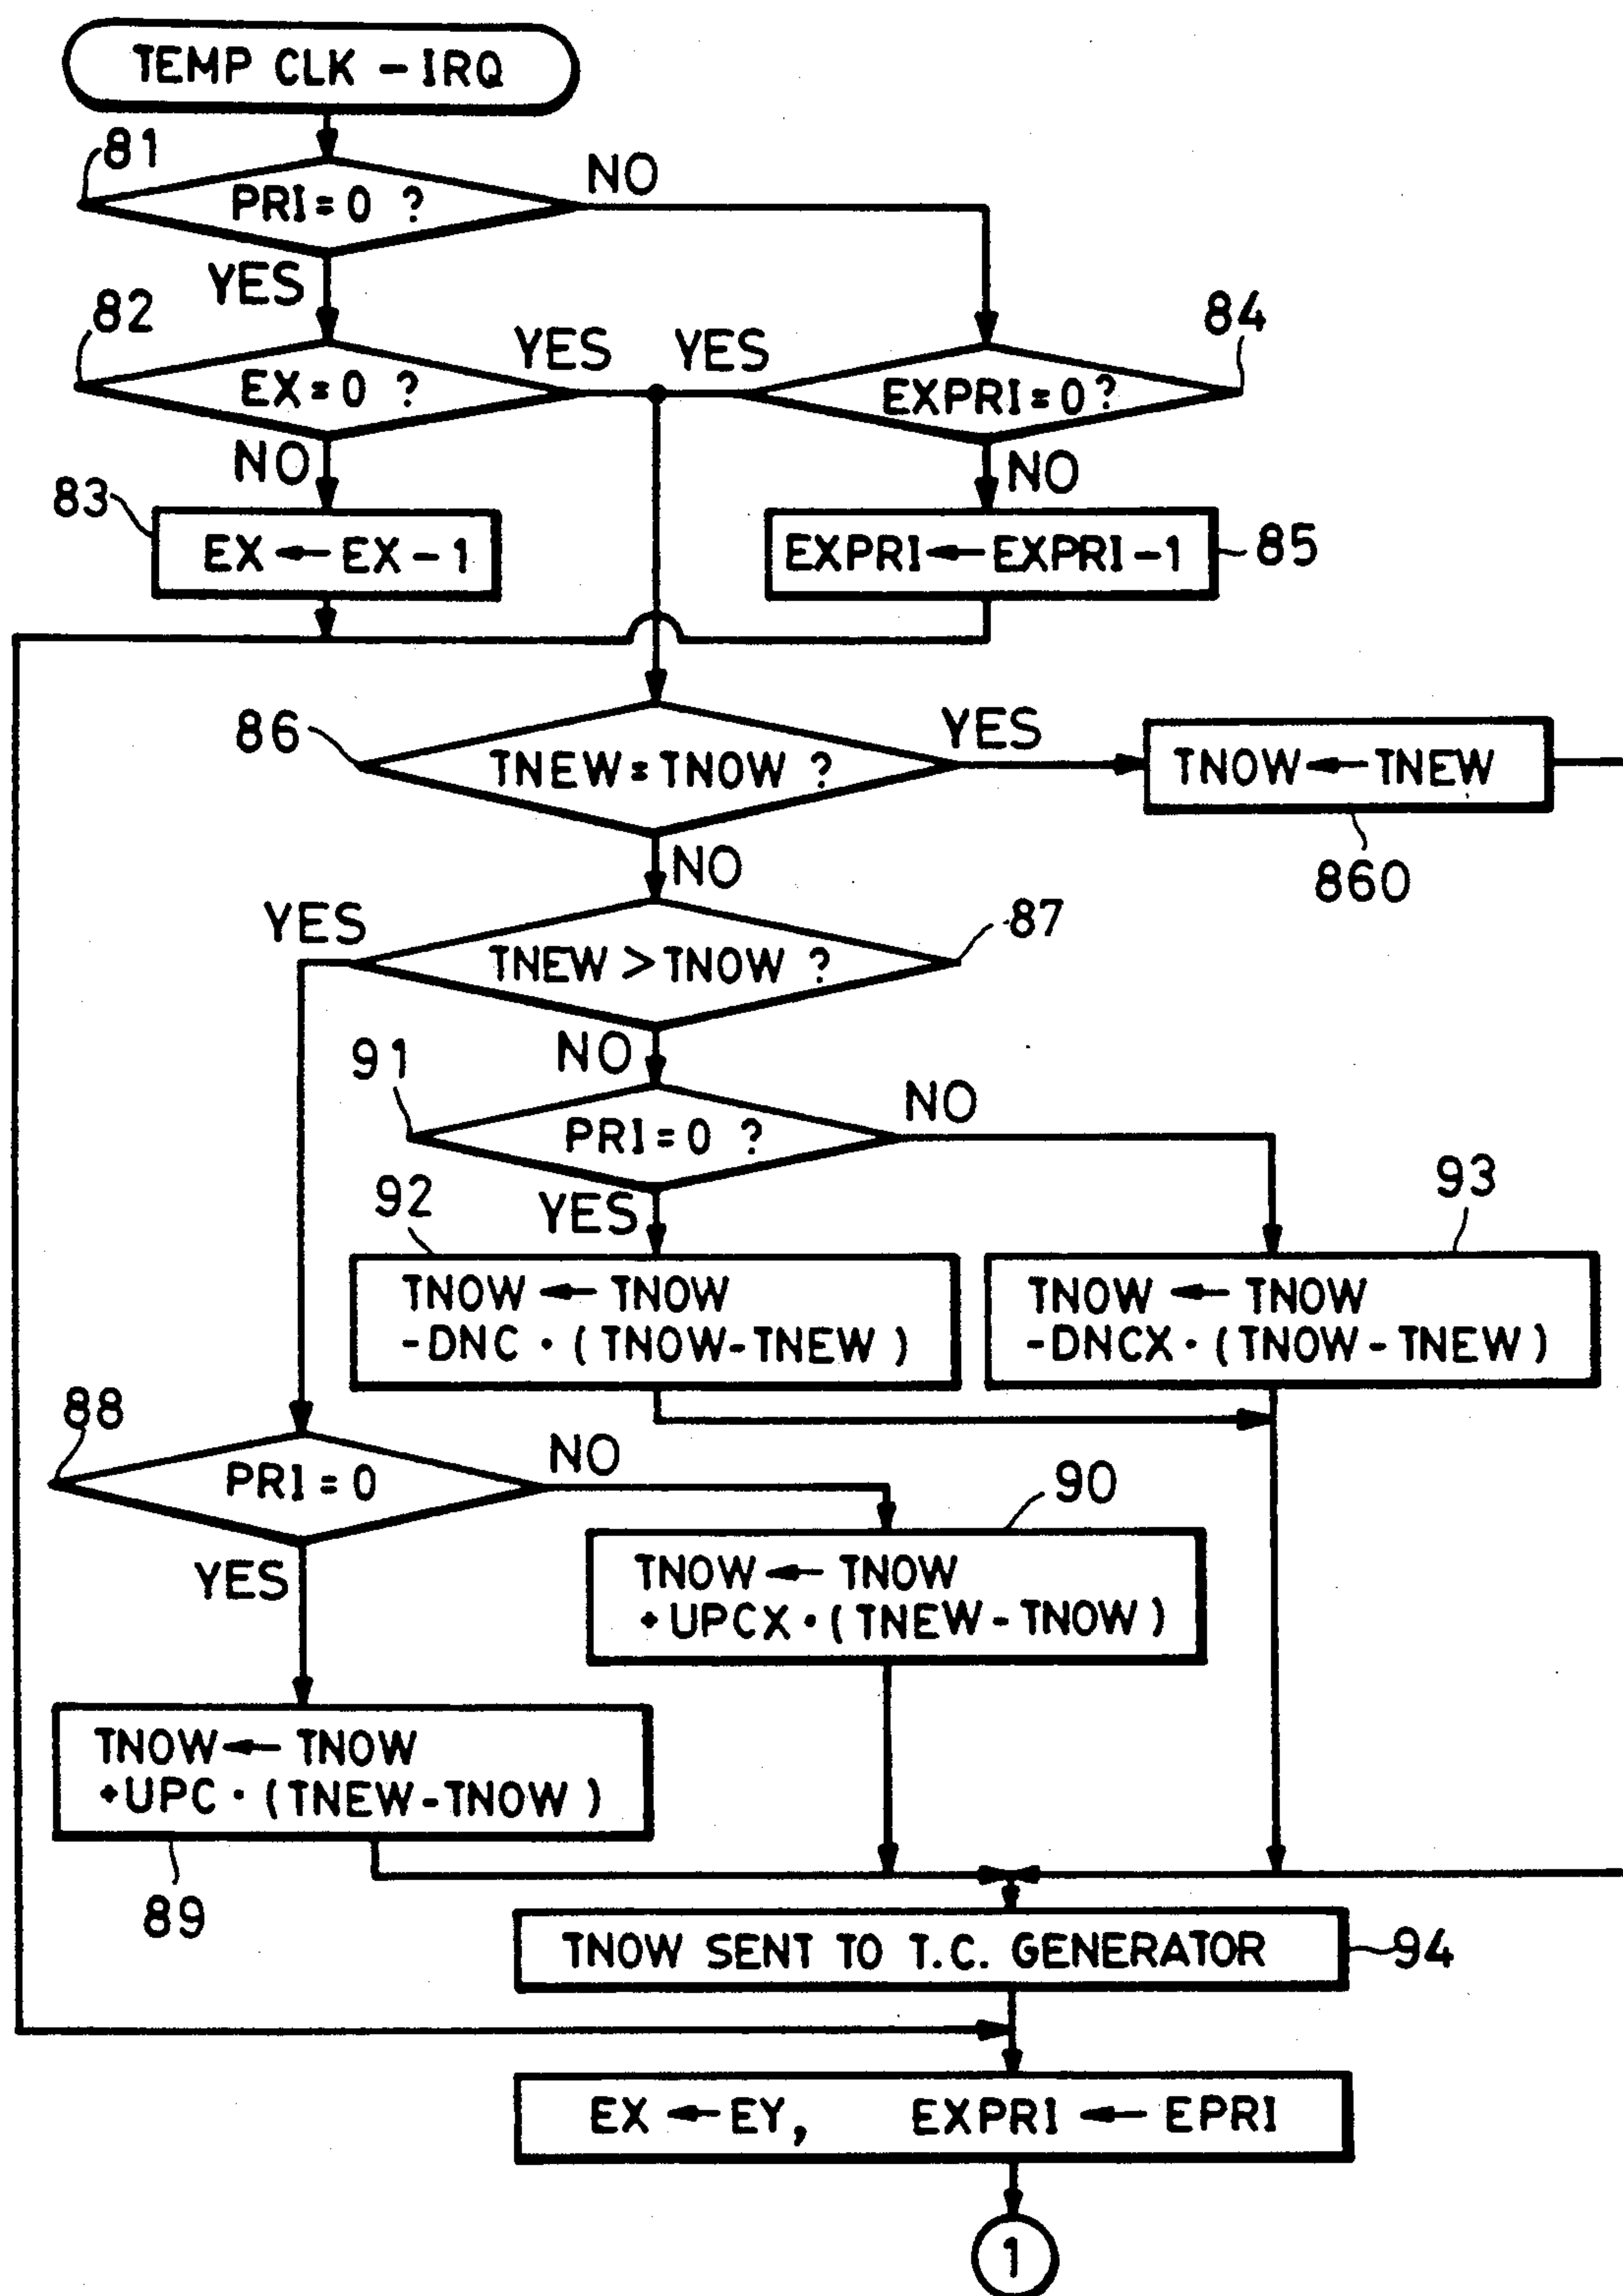 TEMP CLK - IRQ
81
PRI = 0 ?
NO
YES
82
EX = 0 ?
YES
YES
84
EXPRI = 0 ?
NO
NO
83
EX ← EX - 1
EXPRI ← EXPRI - 1
85
86
TNEW = TNOW ?
YES
TNOW ← TNEW
860
NO
YES
TNEW > TNOW ?
87
NO
91
PRI = 0 ?
NO
YES
92
93
TNOW ← TNOW
- DNC · ( TNOW - TNEW )
TNOW ← TNOW
- DNCX · ( TNOW - TNEW )
88
PRI = 0
NO
90
YES
TNOW ← TNOW
+ UPCX · ( TNEW - TNOW )
TNOW ← TNOW
+ UPC · ( TNEW - TNOW )
89
TNOW SENT TO T.C. GENERATOR
94
EX ← EY, EXPRI ← EPRI
1